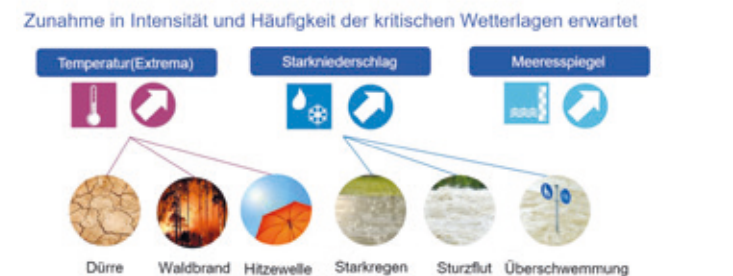 Zunahme in Intensität und Häufigkeit der kritischen Wetterlagen erwartet
Temperatur(Extrema) Starkniederschlag Meeresspiegel
Dürre Waldbrand Hitzewelle Starkregen Sturzflut Überschwemmung